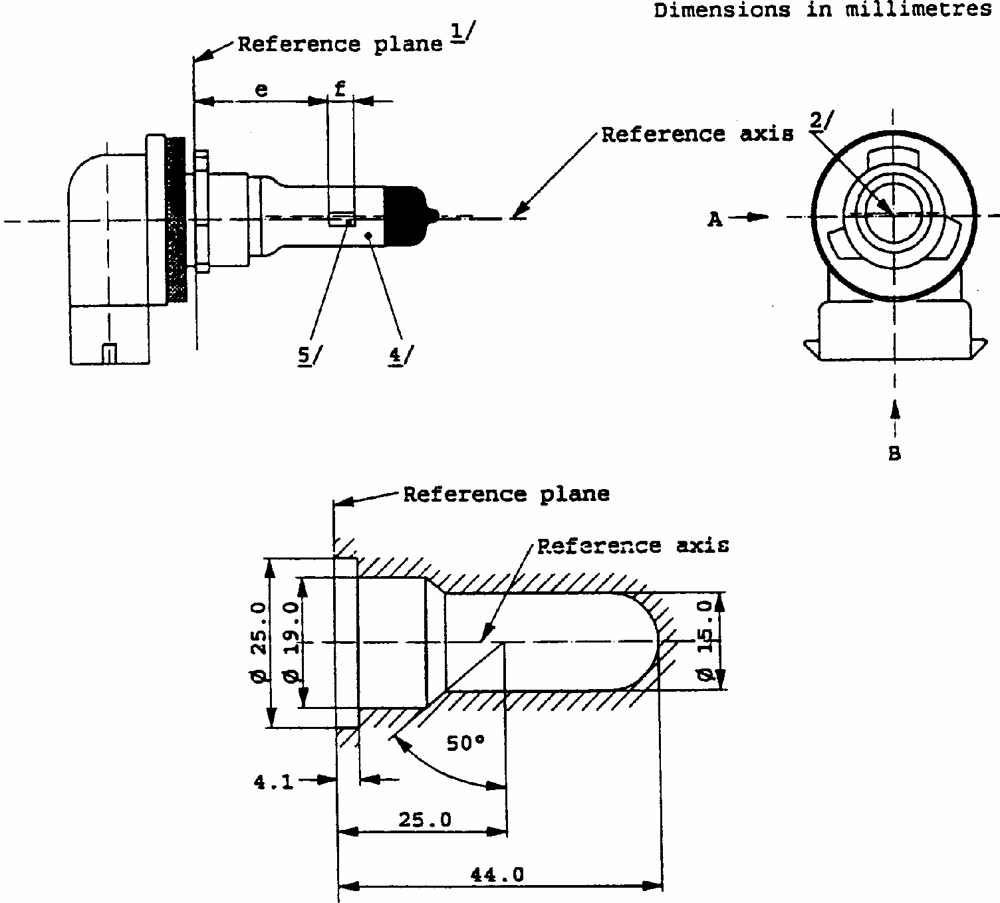 Dimensions in millimetres
Reference plane 1/
e
f
Reference axis 2/
A
5/
4/
B
Reference plane
Reference axis
Ø 25.0
Ø 19.0
Ø 15.0
50°
4.1
25.0
44.0